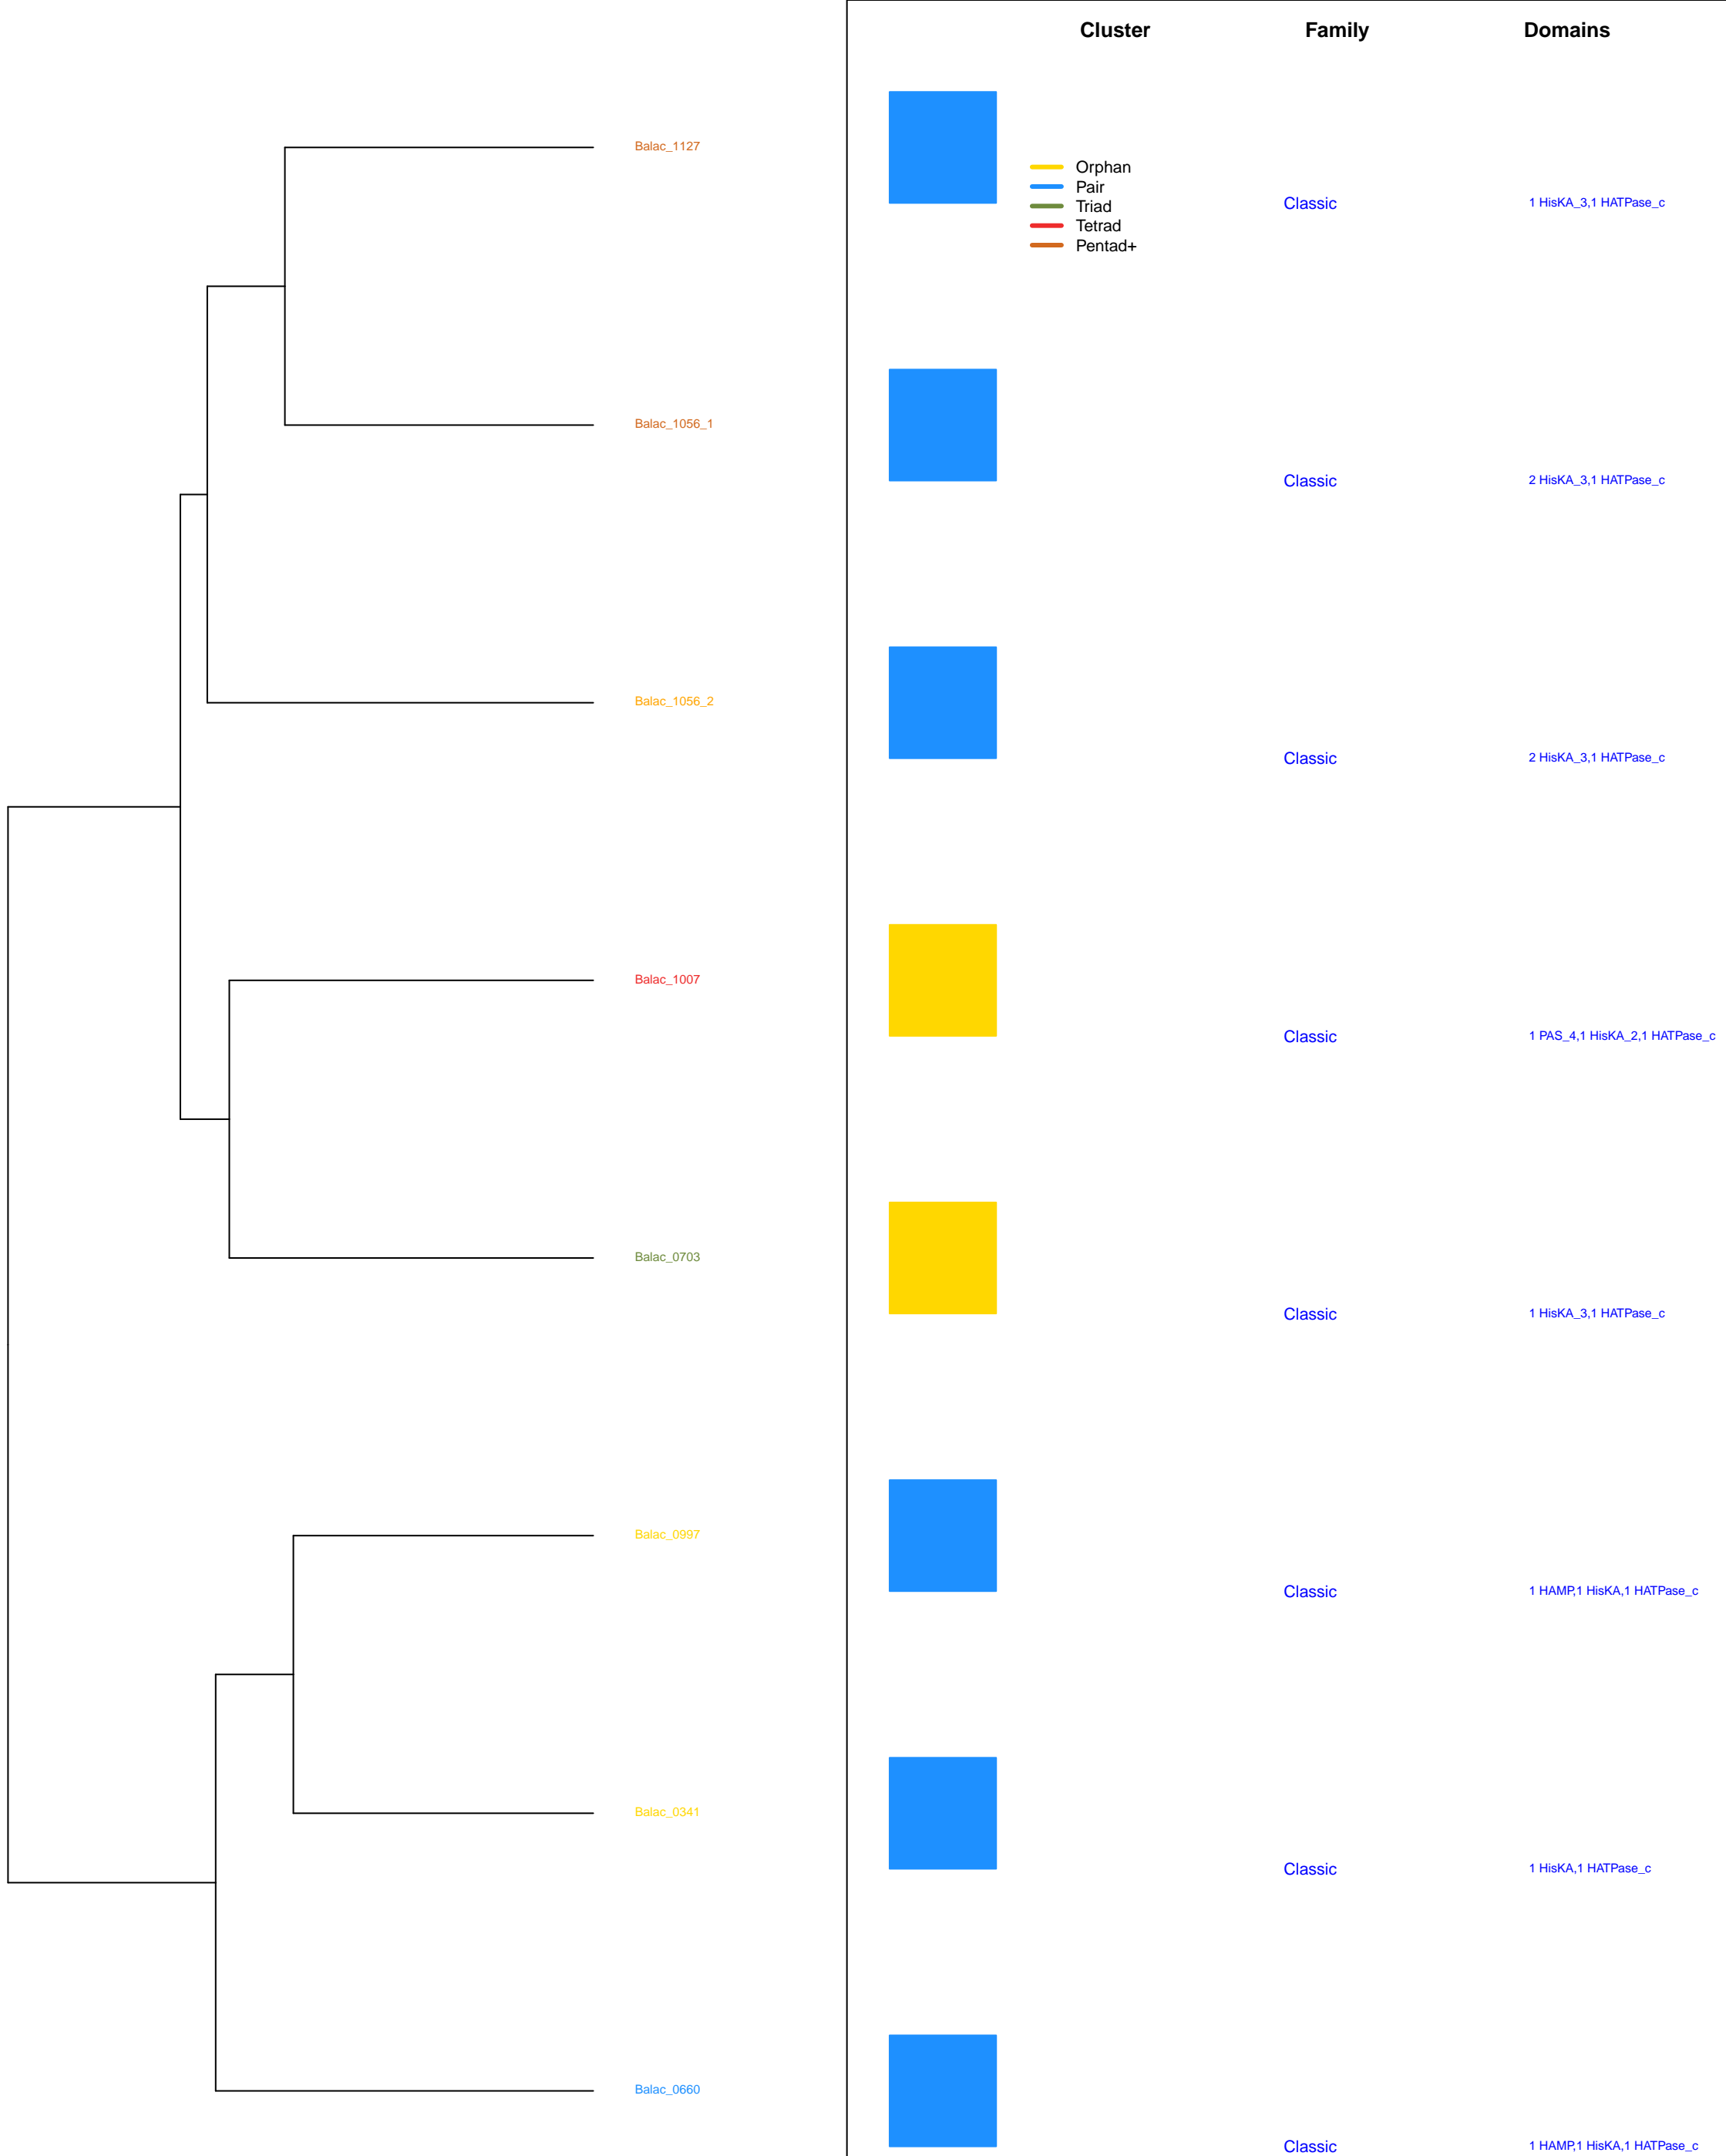 Cluster Family Domains
Balac_1127
Orphan
Pair
Triad
Tetrad
Pentad+
Classic 1 HisKA_3,1 HATPase_c
Balac_1056_1
Classic 2 HisKA_3,1 HATPase_c
Balac_1056_2
Classic 2 HisKA_3,1 HATPase_c
Balac_1007
Classic 1 PAS_4,1 HisKA_2,1 HATPase_c
Balac_0703
Classic 1 HisKA_3,1 HATPase_c
Balac_0997
Classic 1 HAMP,1 HisKA,1 HATPase_c
Balac_0341
Classic 1 HisKA,1 HATPase_c
Balac_0660
Classic 1 HAMP,1 HisKA,1 HATPase_c